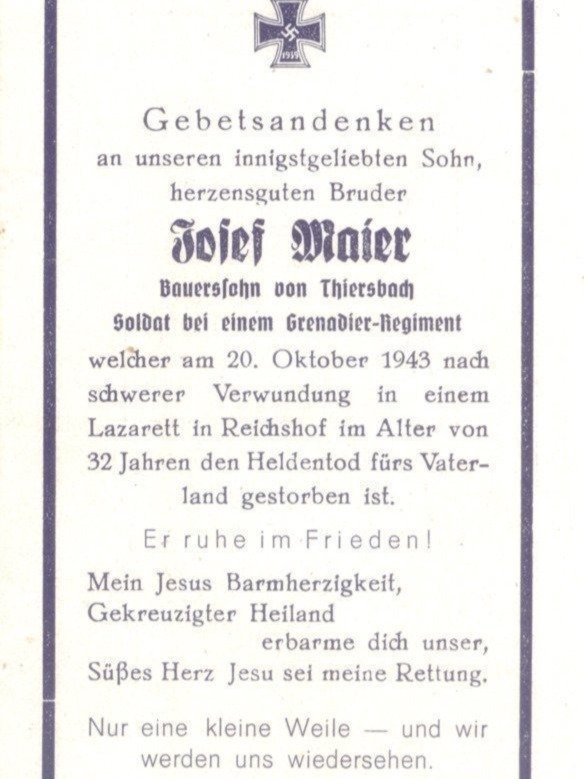 1939
Gebetsandenken
an unseren innigstgeliebten Sohn,
herzensguten Bruder
Josef Maier
Bauerssohn von Thiersbach
Soldat bei einem Grenadier-Regiment
welcher am 20. Oktober 1943 nach
schwerer Verwundung in einem
Lazarett in Reichshof im Alter von
32 Jahren den Heldentod fürs Vater-
land gestorben ist.
Er ruhe im Frieden!
Mein Jesus Barmherzigkeit,
Gekreuzigter Heiland
erbarme dich unser,
Süßes Herz Jesu sei meine Rettung.
Nur eine kleine Weile — und wir
werden uns wiedersehen.